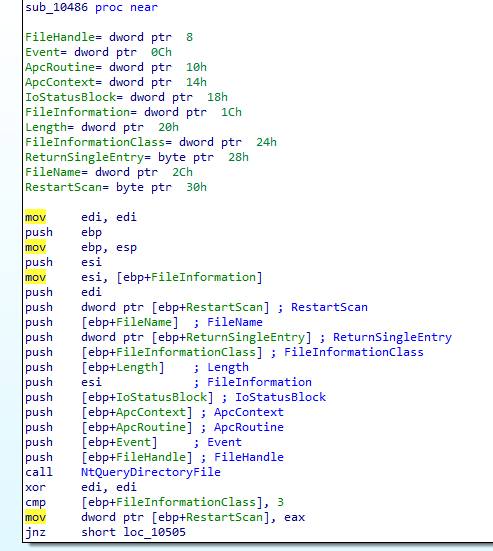 sub_10486 proc near
FileHandle= dword ptr  8
Event= dword ptr  0Ch
ApcRoutine= dword ptr  10h
ApcContext= dword ptr  14h
IoStatusBlock= dword ptr  18h
FileInformation= dword ptr  1Ch
Length= dword ptr  20h
FileInformationClass= dword ptr  24h
ReturnSingleEntry= byte ptr  28h
FileName= dword ptr  2Ch
RestartScan= byte ptr  30h
mov     edi, edi
push    ebp
mov     ebp, esp
push    esi
mov     esi, [ebp+FileInformation]
push    edi
push    dword ptr [ebp+RestartScan] ; RestartScan
push    [ebp+FileName]  ; FileName
push    dword ptr [ebp+ReturnSingleEntry] ; ReturnSingleEntry
push    [ebp+FileInformationClass] ; FileInformationClass
push    [ebp+Length]    ; Length
push    esi             ; FileInformation
push    [ebp+IoStatusBlock] ; IoStatusBlock
push    [ebp+ApcContext] ; ApcContext
push    [ebp+ApcRoutine] ; ApcRoutine
push    [ebp+Event]     ; Event
push    [ebp+FileHandle] ; FileHandle
call    NtQueryDirectoryFile
xor     edi, edi
cmp     [ebp+FileInformationClass], 3
mov     dword ptr [ebp+RestartScan], eax
jnz     short loc_10505